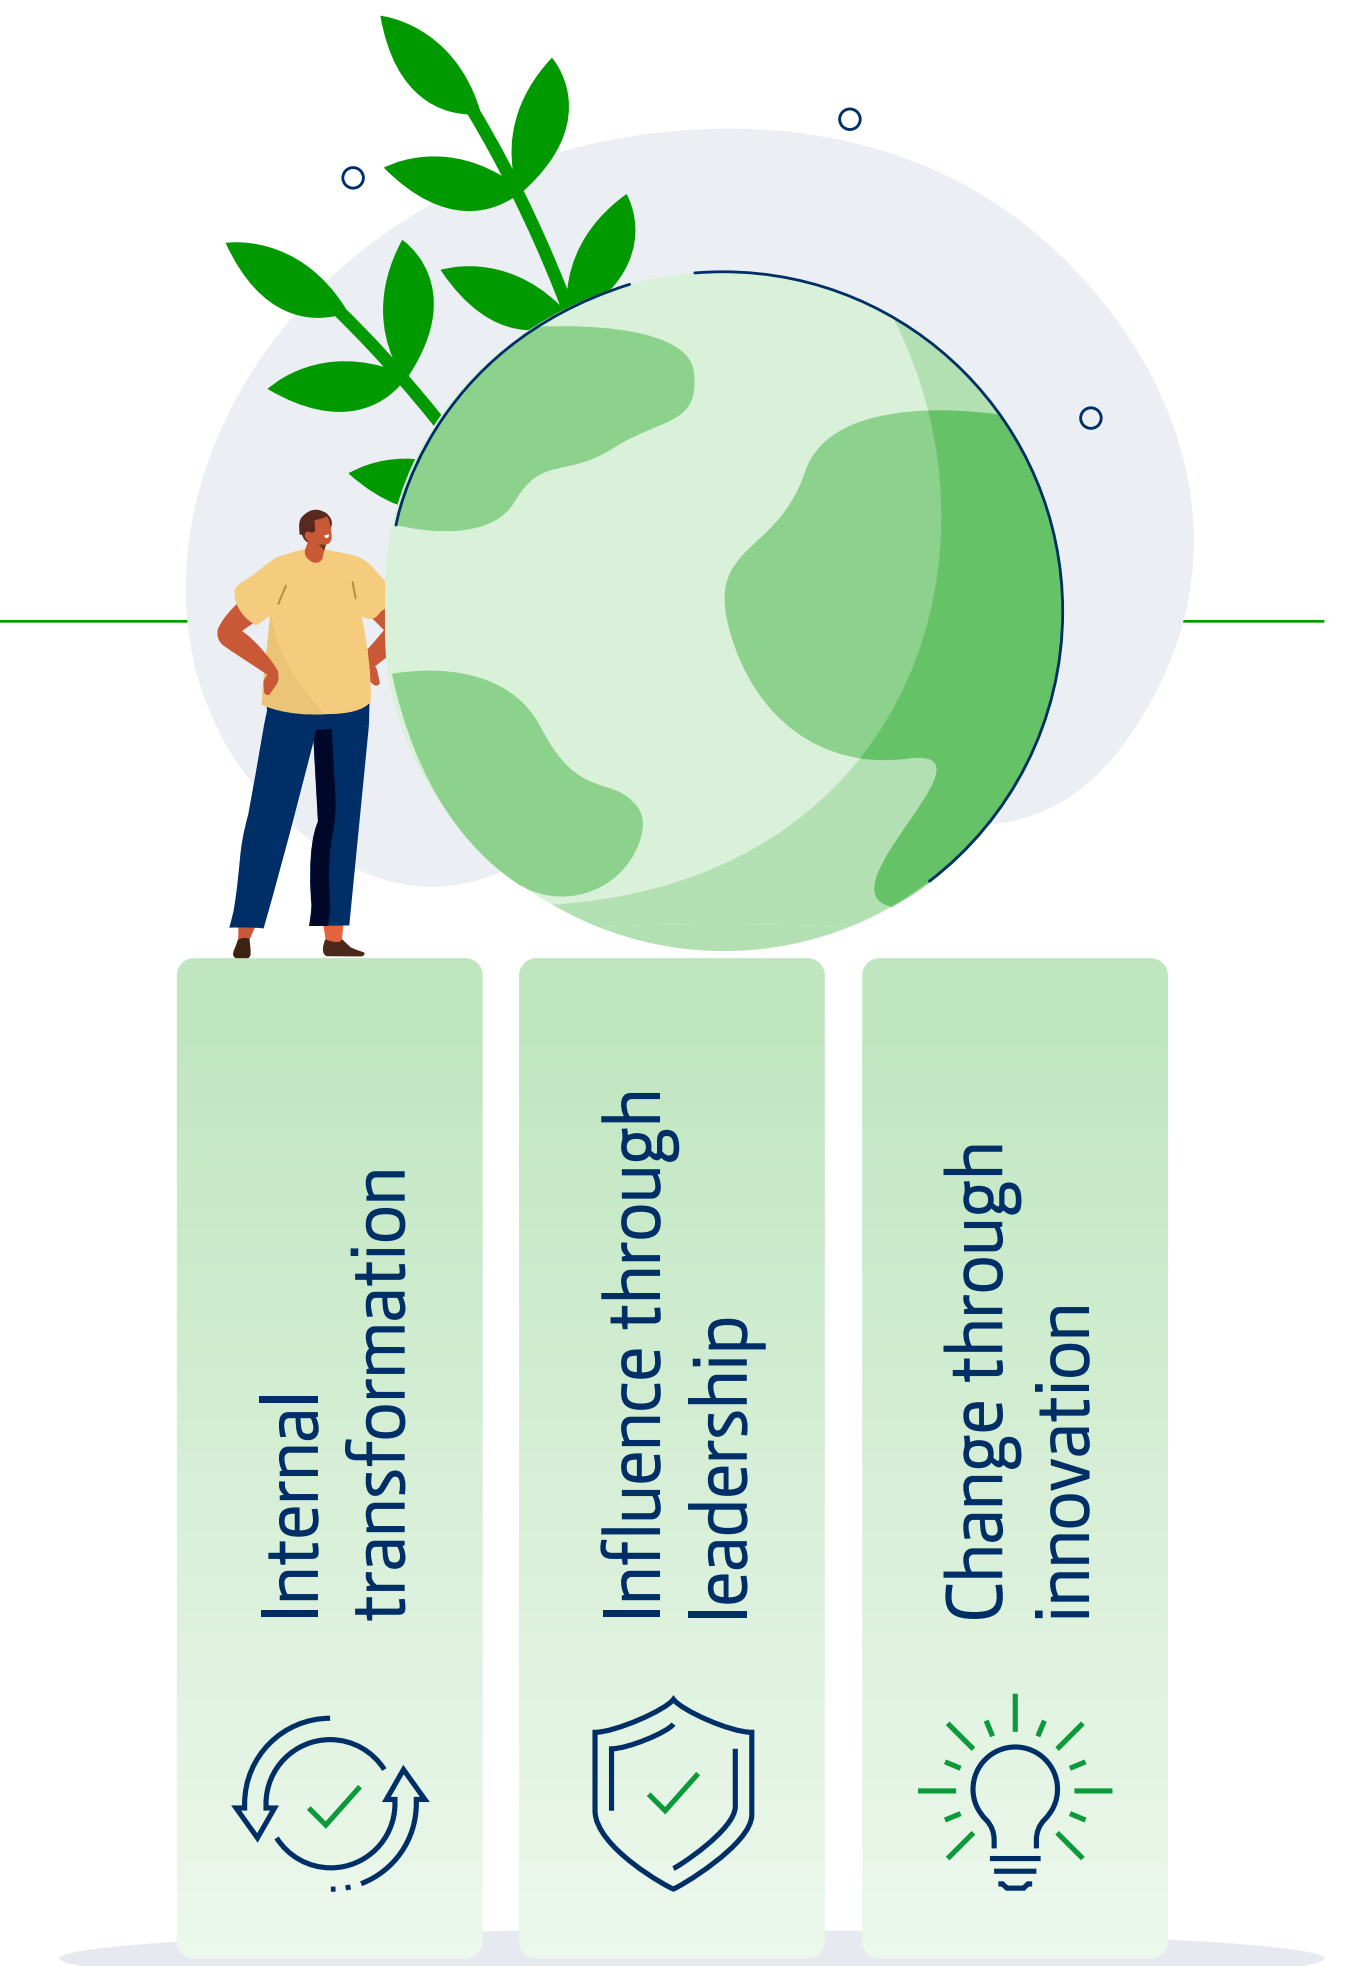 Internal
transformation
Influence through
leadership
Change through
innovation